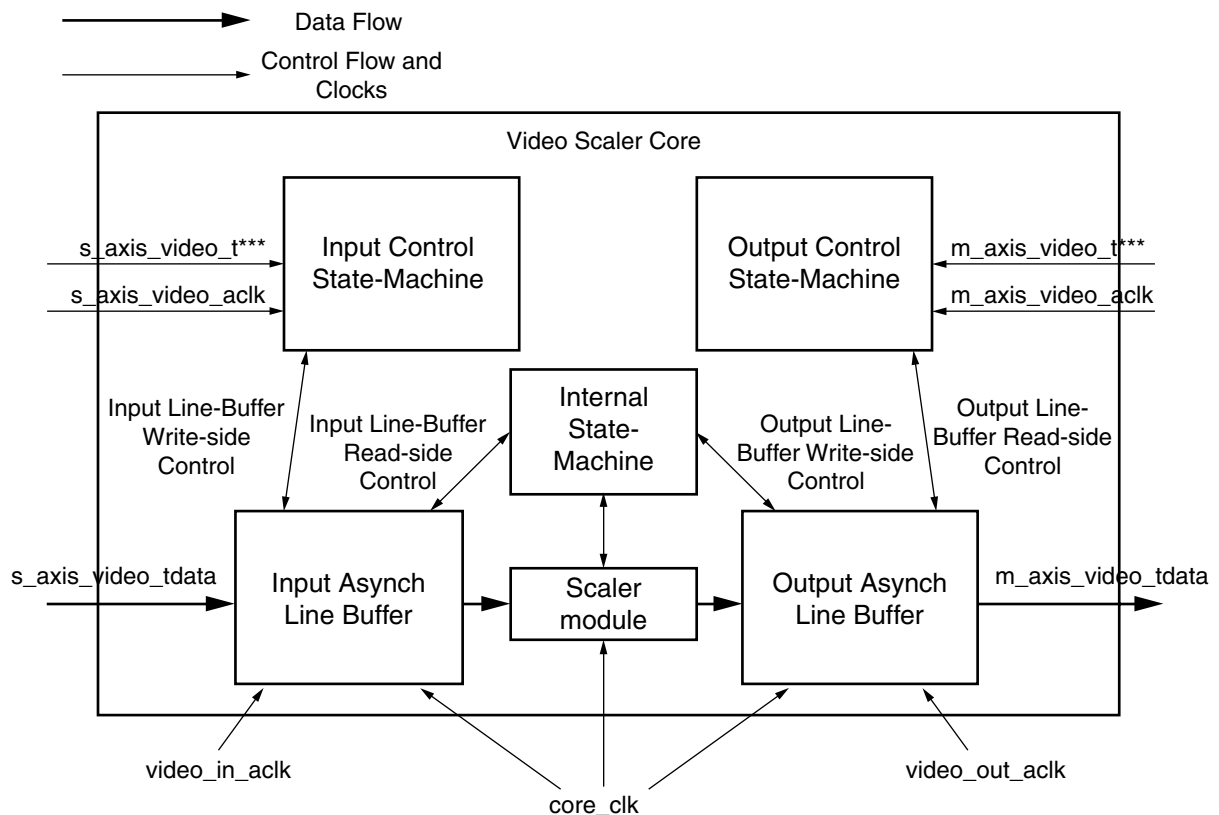 Data Flow
Control Flow and
Clocks
Video Scaler Core
s_axis_video_t***
s_axis_video_aclk
Input Control
State-Machine
Output Control
State-Machine
m_axis_video_t***
m_axis_video_aclk
Input Line-Buffer
Write-side
Control
Input Line-Buffer
Read-side
Control
Internal
State-
Machine
Output Line-
Buffer Write-side
Control
Output Line-
Buffer Read-side
Control
s_axis_video_tdata
Input Asynch
Line Buffer
Scaler
module
Output Asynch
Line Buffer
m_axis_video_tdata
video_in_aclk
core_clk
video_out_aclk